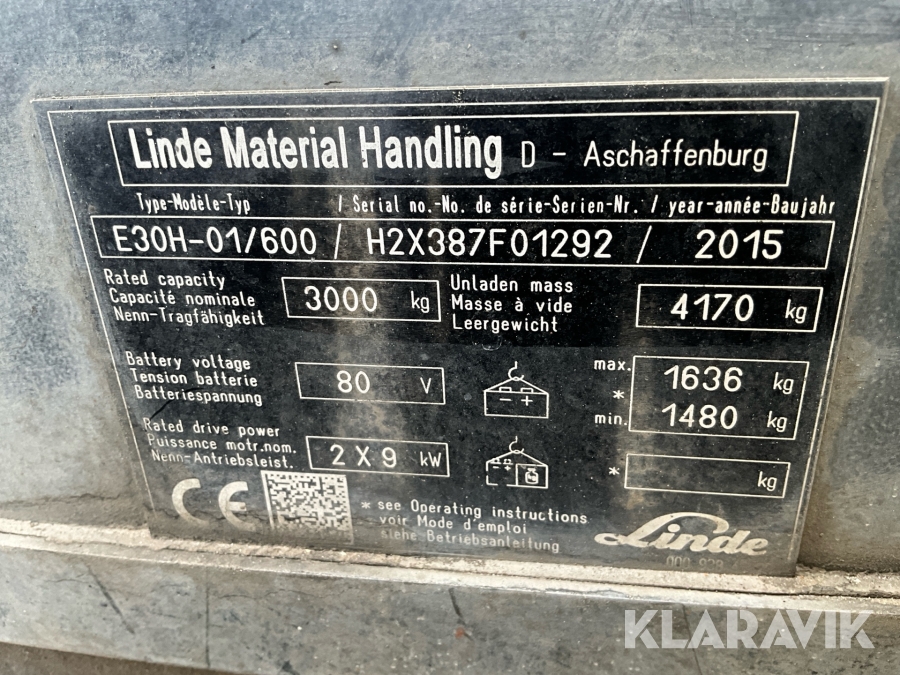 Linde Material Handling D - Aschaffenburg
Type-Modèle-Typ / Serial no.-No. de série-Serien-Nr. / year-année-Baujahr
E30H-01/600 / H2X387F01292 / 2015
Rated capacity
Capacité nominale
Nenn-Tragfähigkeit
3000 kg
Unladen mass
Masse à vide
Leergewicht
4170 kg
Battery voltage
Tension batterie
Batteriespannung
80 V
- +
max. 1636 kg
*
min. 1480 kg
Rated drive power
Puissance motr.nom.
Nenn-Antriebsleist.
2 X 9 kW
* kg
CE
* see Operating instructions
voir Mode d'emploi
siehe Betriebsanleitung
Linde
KLARAVIK